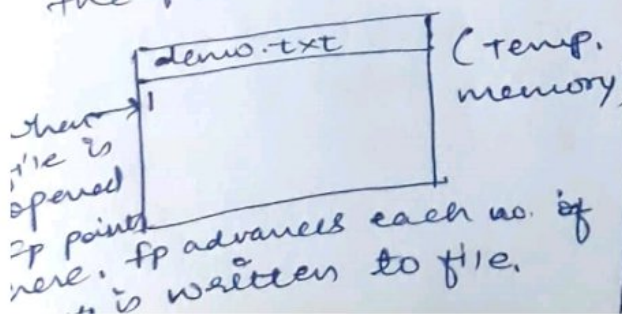 the
demo.txt
(Temp.
memory
when
file is
opened
fp points
here. fp advances each no. of
is written to file.